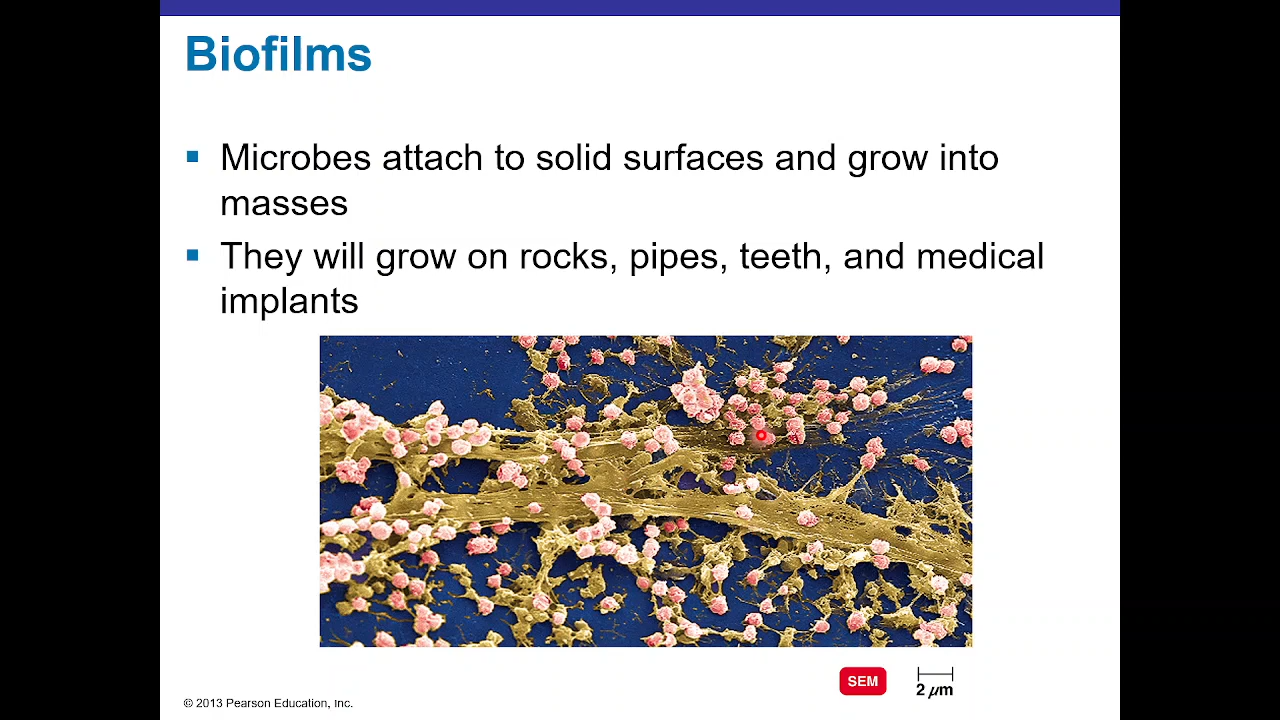 Biofilms
▪ Microbes attach to solid surfaces and grow into
masses
▪ They will grow on rocks, pipes, teeth, and medical
implants
SEM
2 μm
© 2013 Pearson Education, Inc.